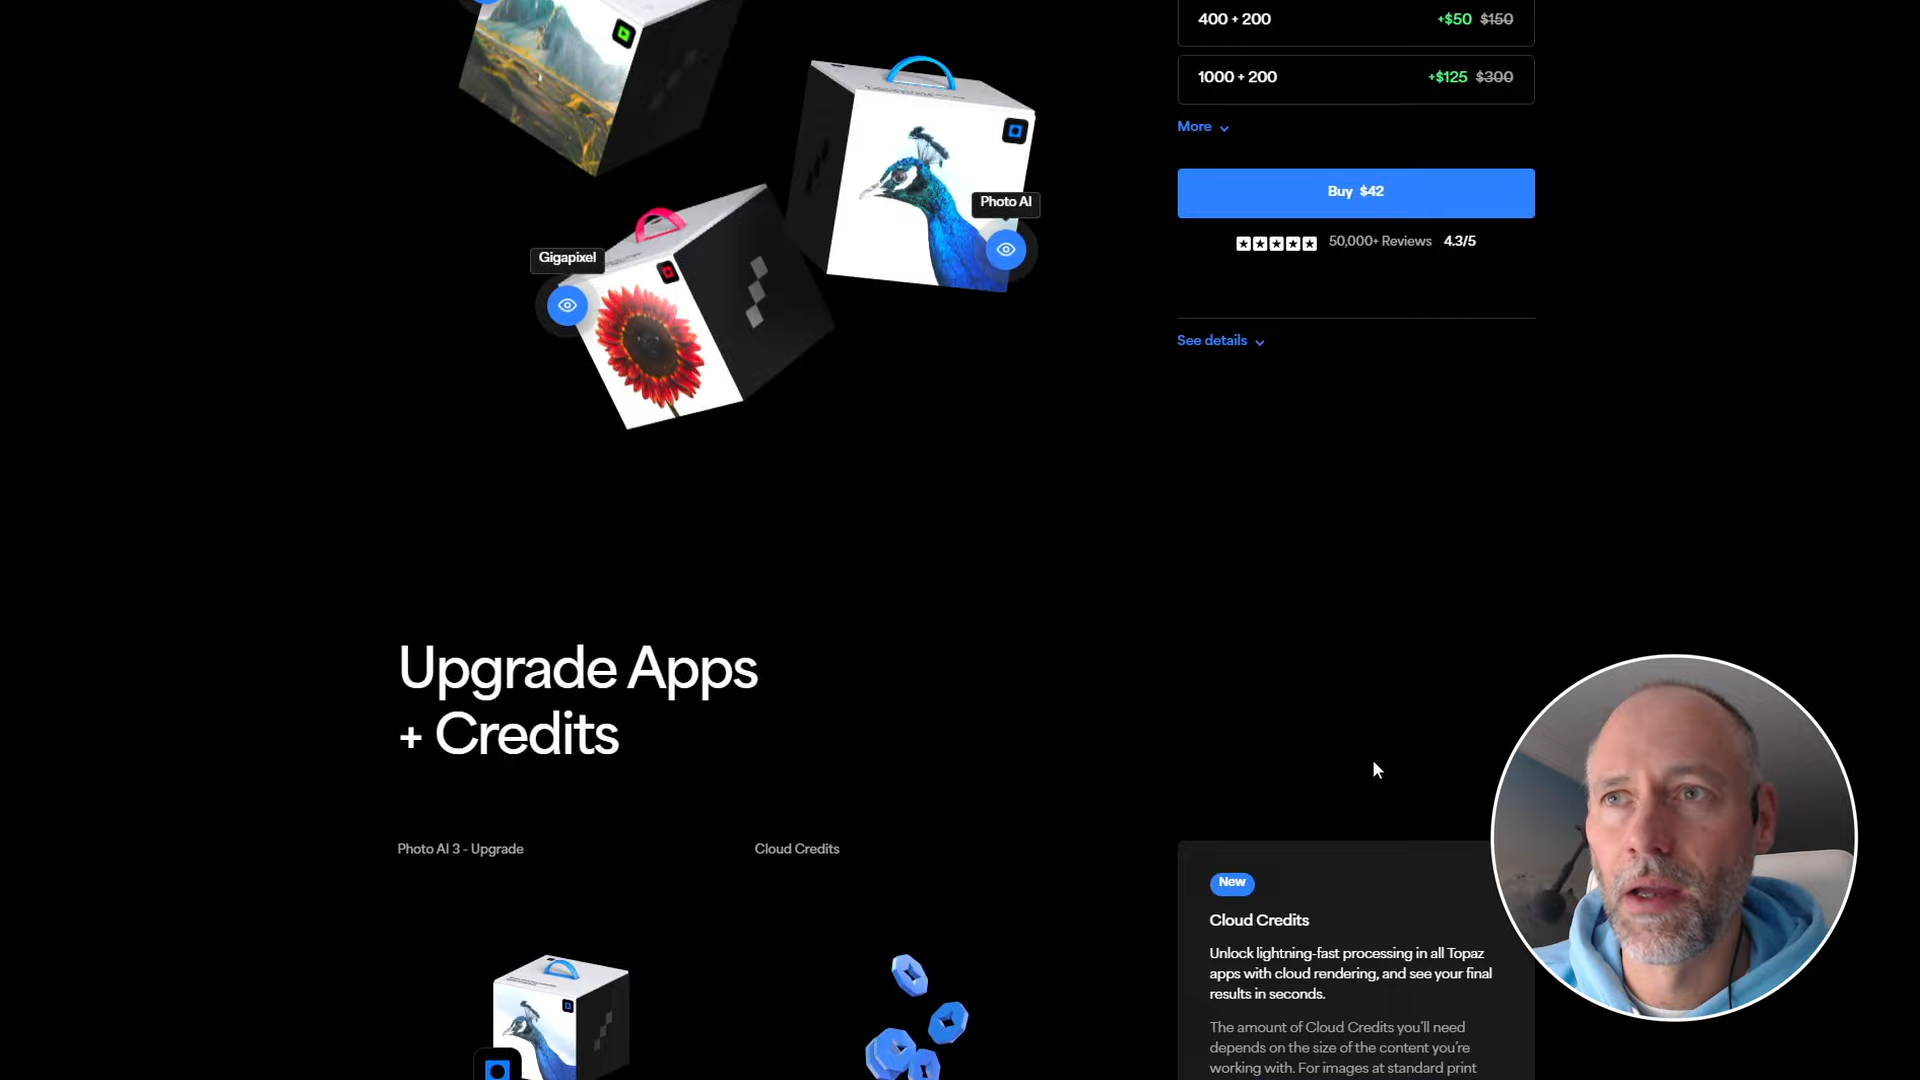 400 + 200 +$50 $150
1000 + 200 +$125 $300
More
Buy $42
50,000+ Reviews 4.3/5
See details
Photo AI
Gigapixel
Upgrade Apps
+ Credits
Photo AI 3 - Upgrade
Cloud Credits
New
Cloud Credits
Unlock lightning-fast processing in all Topaz
apps with cloud rendering, and see your final
results in seconds.
The amount of Cloud Credits you'll need
depends on the size of the content you're
working with. For images at standard print